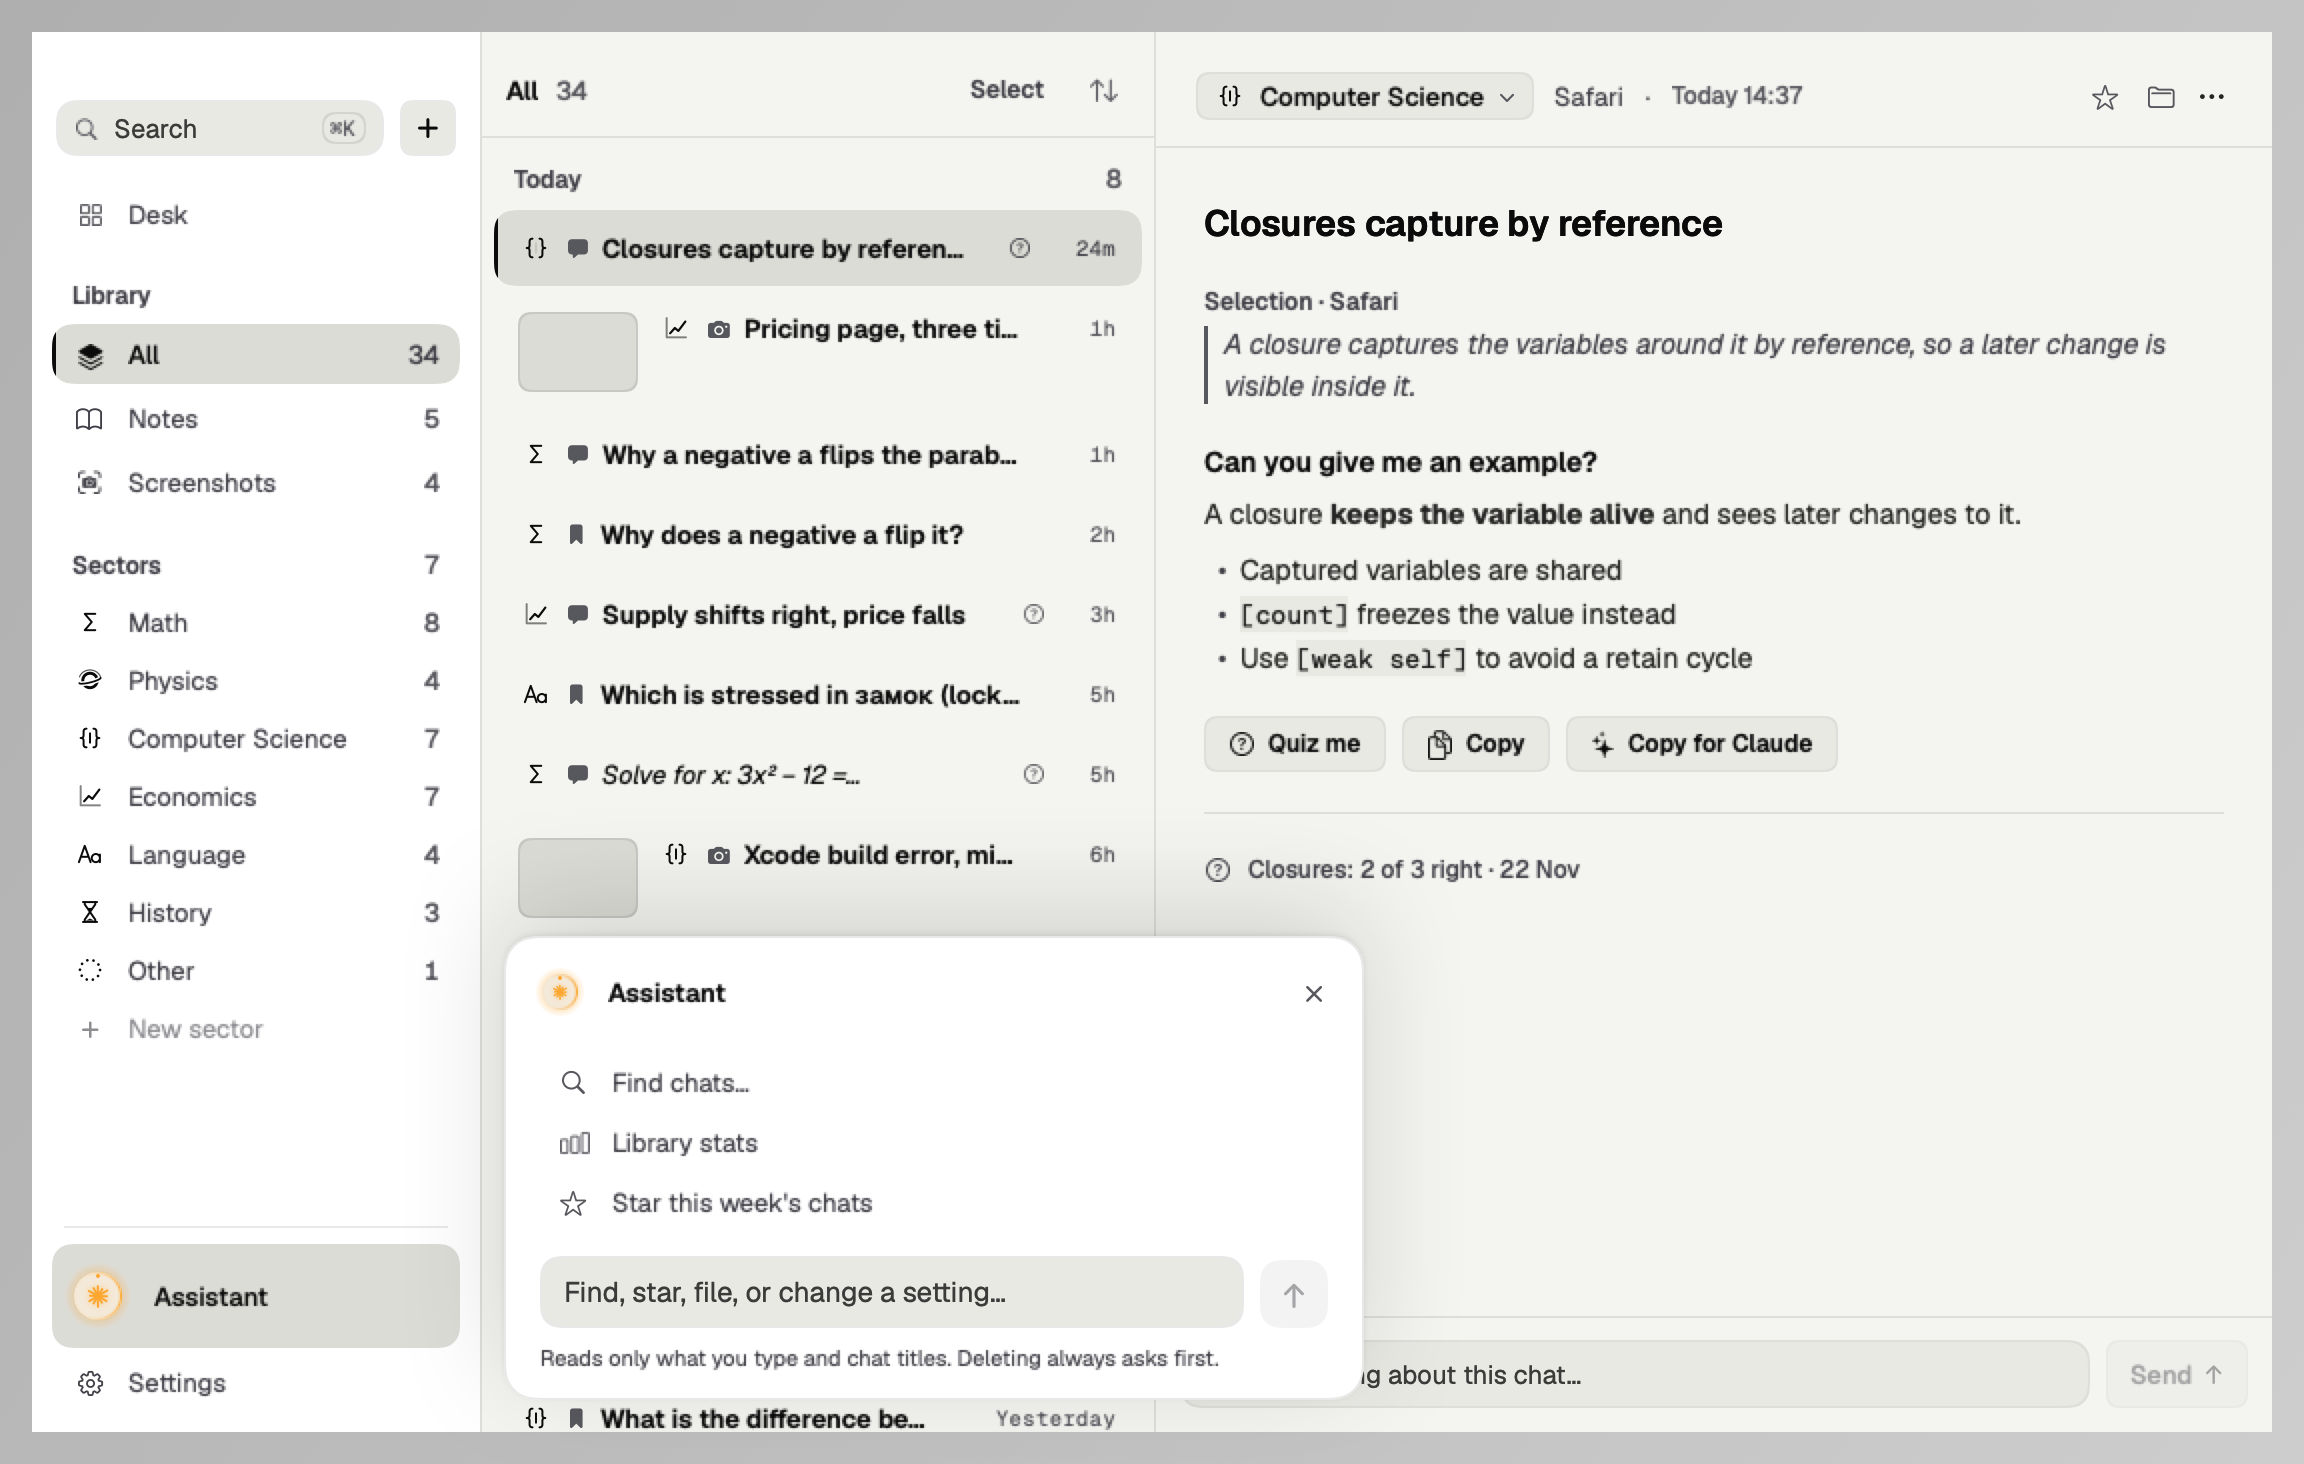 Search ⌘K +
Desk
Library
All 34
Notes 5
Screenshots 4
Sectors 7
Math 8
Physics 4
Computer Science 7
Economics 7
Language 4
History 3
Other 1
New sector
Assistant
Settings
All 34 Select
Today 8
Closures capture by referen... 24m
Pricing page, three ti... 1h
Why a negative a flips the parab... 1h
Why does a negative a flip it? 2h
Supply shifts right, price falls 3h
Which is stressed in замок (lock... 5h
Solve for x: 3x² – 12 =... 5h
Xcode build error, mi... 6h
What is the difference be... Yesterday
Assistant
Find chats...
Library stats
Star this week's chats
Find, star, file, or change a setting...
Reads only what you type and chat titles. Deleting always asks first.
Computer Science Safari · Today 14:37
Closures capture by reference
Selection · Safari
A closure captures the variables around it by reference, so a later change is
visible inside it.
Can you give me an example?
A closure keeps the variable alive and sees later changes to it.
• Captured variables are shared
• [count] freezes the value instead
• Use [weak self] to avoid a retain cycle
Quiz me Copy Copy for Claude
Closures: 2 of 3 right · 22 Nov
about this chat...
Send ↑